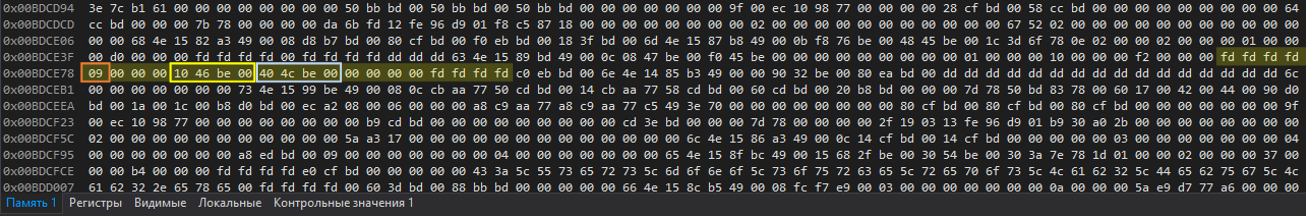 0x00BDCD94 3e 7c b1 61 00 00 00 00 00 00 00 00 00 50 bb bd 00 50 bb bd 00 50 bb bd 00 00 00 00 00 00 00 00 00 9f 00 ec 10 98 77 00 00 00 00 00 28 cf bd 00 58 cc bd 00 00 00 00 00 64
0x00BDCDCD cc bd 00 00 00 7b 78 00 00 00 00 00 da 6b fd 12 fe 96 d9 01 f8 c5 87 18 00 00 00 00 00 00 00 00 00 00 00 00 00 00 00 00 00 00 67 52 02 00 00 00 00 00 00 00 00 00 00 00 00
0x00BDCE06 00 00 68 4e 15 82 a3 49 00 08 d8 b7 bd 00 80 cf bd 00 f0 eb bd 00 18 3f bd 00 6d 4e 15 87 b8 49 00 0b f8 76 be 00 48 45 be 00 1c 3d 6f 78 0e 02 00 00 02 00 00 00 01 00 00
0x00BDCE3F 00 d0 00 00 00 fd fd fd fd 00 fd fd fd fd dd dd dd dd 63 4e 15 89 bd 49 00 0c 08 47 be 00 f0 45 be 00 00 00 00 00 00 00 00 00 01 00 00 00 10 00 00 00 f2 00 00 00 fd fd fd fd
0x00BDCE78 09 00 00 00 10 46 be 00 40 4c be 00 00 00 00 00 fd fd fd fd c0 eb bd 00 00 6e 4e 14 85 b3 49 00 00 90 32 be 00 80 ea bd 00 dd dd dd dd dd dd dd dd dd dd dd dd dd dd dd dd 6c
0x00BDCEB1 00 00 00 00 00 00 00 73 4e 15 99 be 49 00 08 0c cb aa 77 50 cd bd 00 14 cb aa 77 58 cd bd 00 60 cd bd 00 20 b8 bd 00 00 00 7d 78 50 bd 83 78 00 60 17 00 42 00 44 00 90 d0
0x00BDCEEA bd 00 1a 00 1c 00 b8 d0 bd 00 ec a2 08 00 06 00 00 00 a8 c9 aa 77 a8 c9 aa 77 c5 49 3e 70 00 00 00 00 00 00 00 00 00 80 cf bd 00 80 cf bd 00 80 cf bd 00 00 00 00 00 00 9f
0x00BDCF23 00 ec 10 98 77 00 00 00 00 00 b9 cd bd 00 00 00 00 00 00 00 00 00 cd 3e bd 00 00 00 7d 78 00 00 00 00 00 2f 19 03 13 fe 96 d9 01 b9 30 a0 2b 00 00 00 00 00 00 00 00 00 00
0x00BDCF5C 02 00 00 00 00 00 00 00 5a a3 17 00 00 00 00 00 00 00 00 00 00 00 00 00 00 00 6c 4e 15 86 a3 49 00 0c 14 cf bd 00 14 cf bd 00 00 00 00 00 03 00 00 00 00 00 00 00 04
0x00BDCF95 00 00 00 00 00 a8 ed bd 00 09 00 00 00 00 00 00 00 04 00 00 00 00 00 00 00 65 4e 15 8f bc 49 00 15 68 2f be 00 30 54 be 00 3a 7e 78 1d 01 00 00 02 00 00 00 37 00
0x00BDCFCE 00 00 b4 00 00 00 fd fd fd fd e0 cf bd 00 00 00 00 00 43 3a 5c 55 73 65 72 73 5c 6d 6f 6e 6f 5c 73 6f 75 72 63 65 5c 72 65 70 6f 73 5c 4c 61 62 32 5c 44 65 62 75 67 5c 4c
0x00BDD007 61 62 32 2e 65 78 65 00 fd fd fd fd 00 60 3d bd 00 88 bb bd 00 00 00 00 00 66 4e 15 8c b5 49 00 08 fc f7 e9 00 03 00 00 00 00 00 00 00 0a 00 00 00 5a e9 d7 77 a6 00 00 00
Память 1 Регистры Видимые Локальные Контрольные значения 1